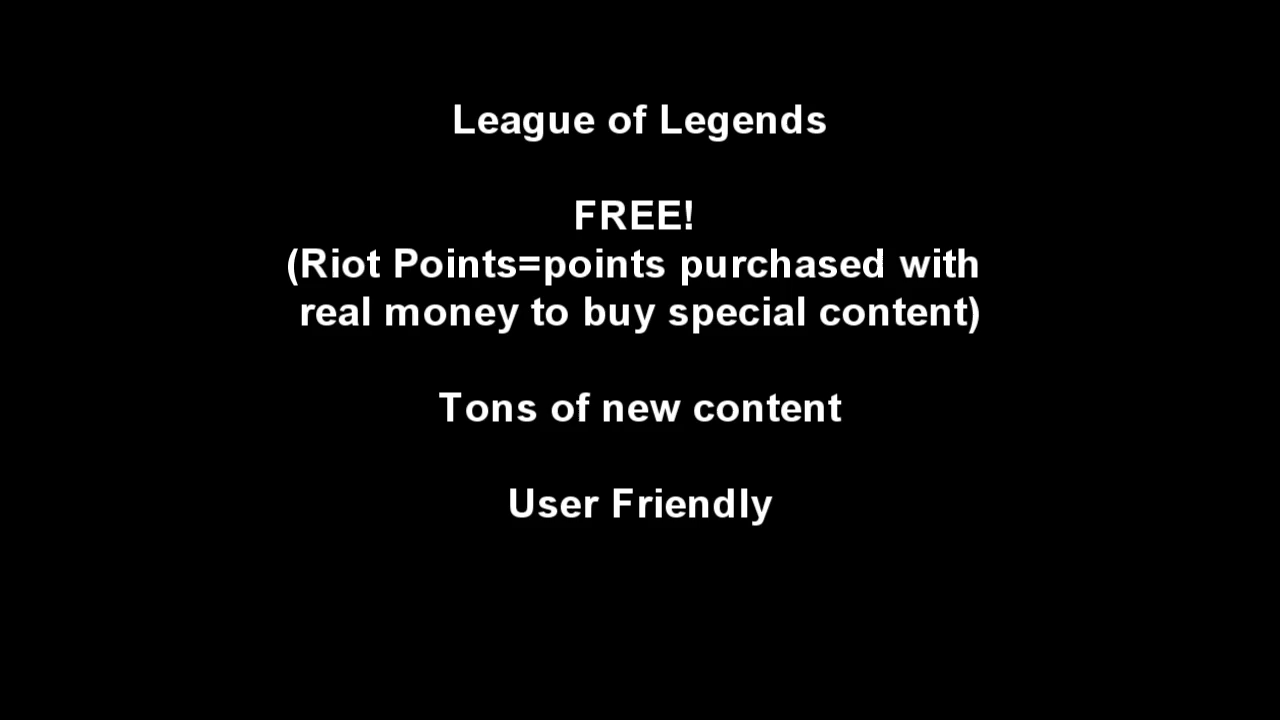 League of Legends
FREE!
(Riot Points=points purchased with
real money to buy special content)
Tons of new content
User Friendly